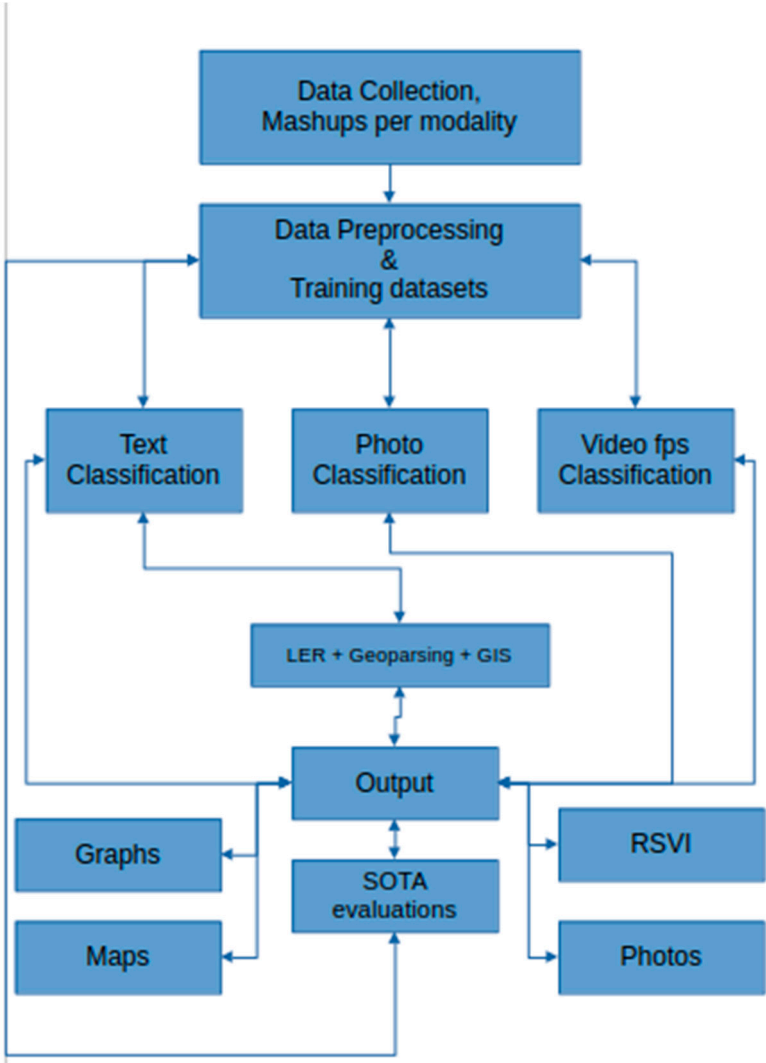 Data Collection,
Mashups per modality
Data Preprocessing
&
Training datasets
Text
Classification
Photo
Classification
Video fps
Classification
LER + Geoparsing + GIS
Output
Graphs
RSVI
SOTA
evaluations
Maps
Photos